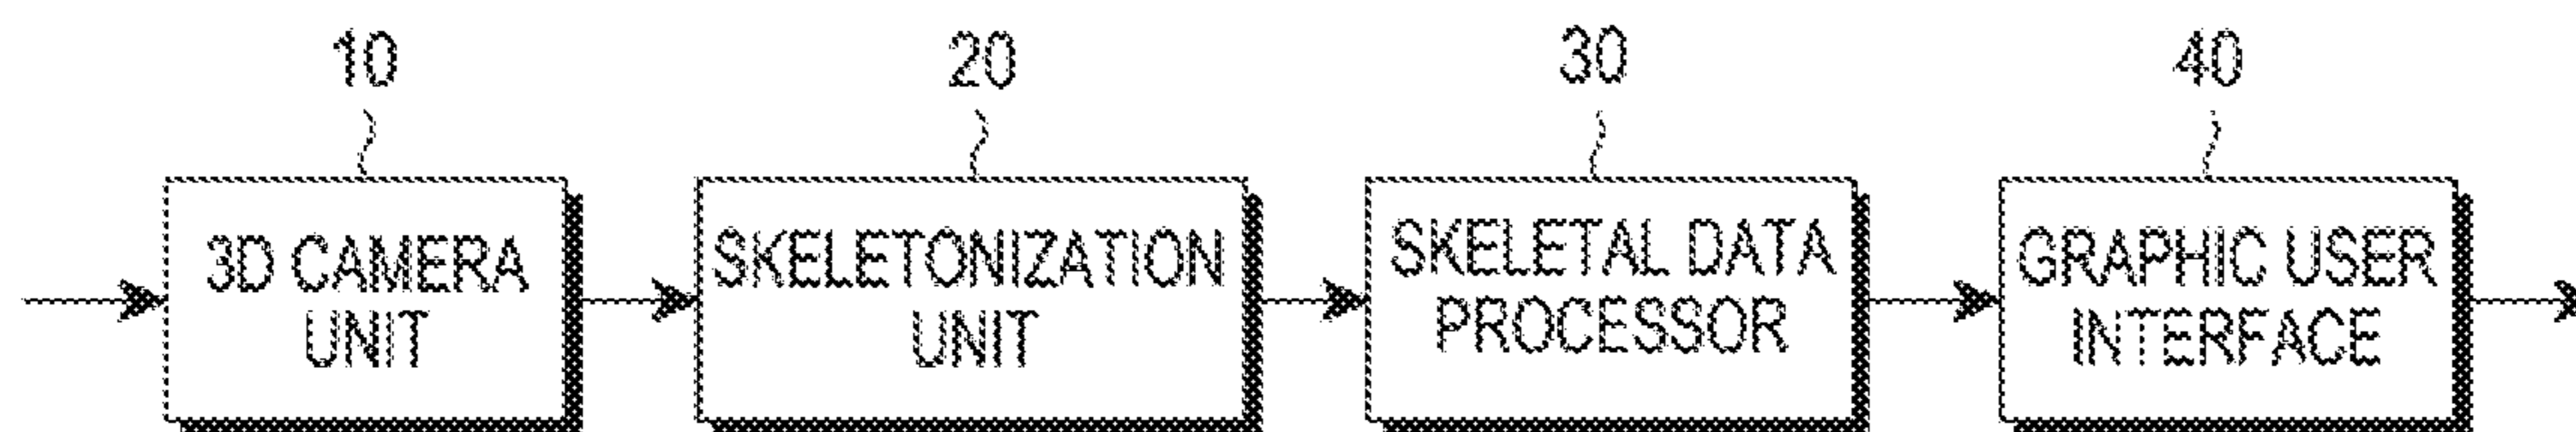 10
20
30
40
3D CAMERA
UNIT
SKELETONIZATION
UNIT
SKELETAL DATA
PROCESSOR
GRAPHIC USER
INTERFACE